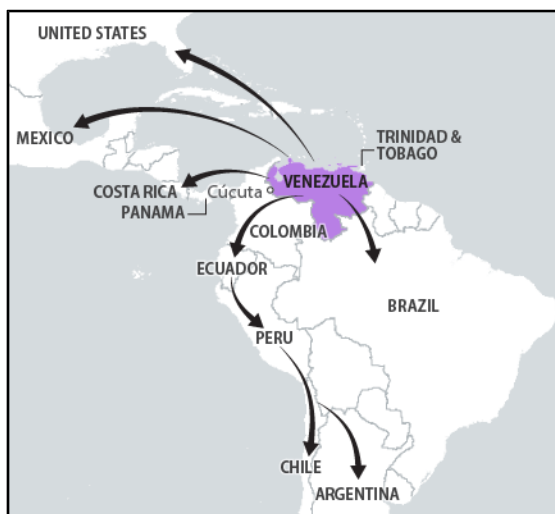 UNITED STATES
MEXICO
TRINIDAD &
TOBAGO
VENEZUELA
COSTA RICA
Cúcuta
PANAMA
COLOMBIA
ECUADOR
BRAZIL
PERU
CHILE
ARGENTINA